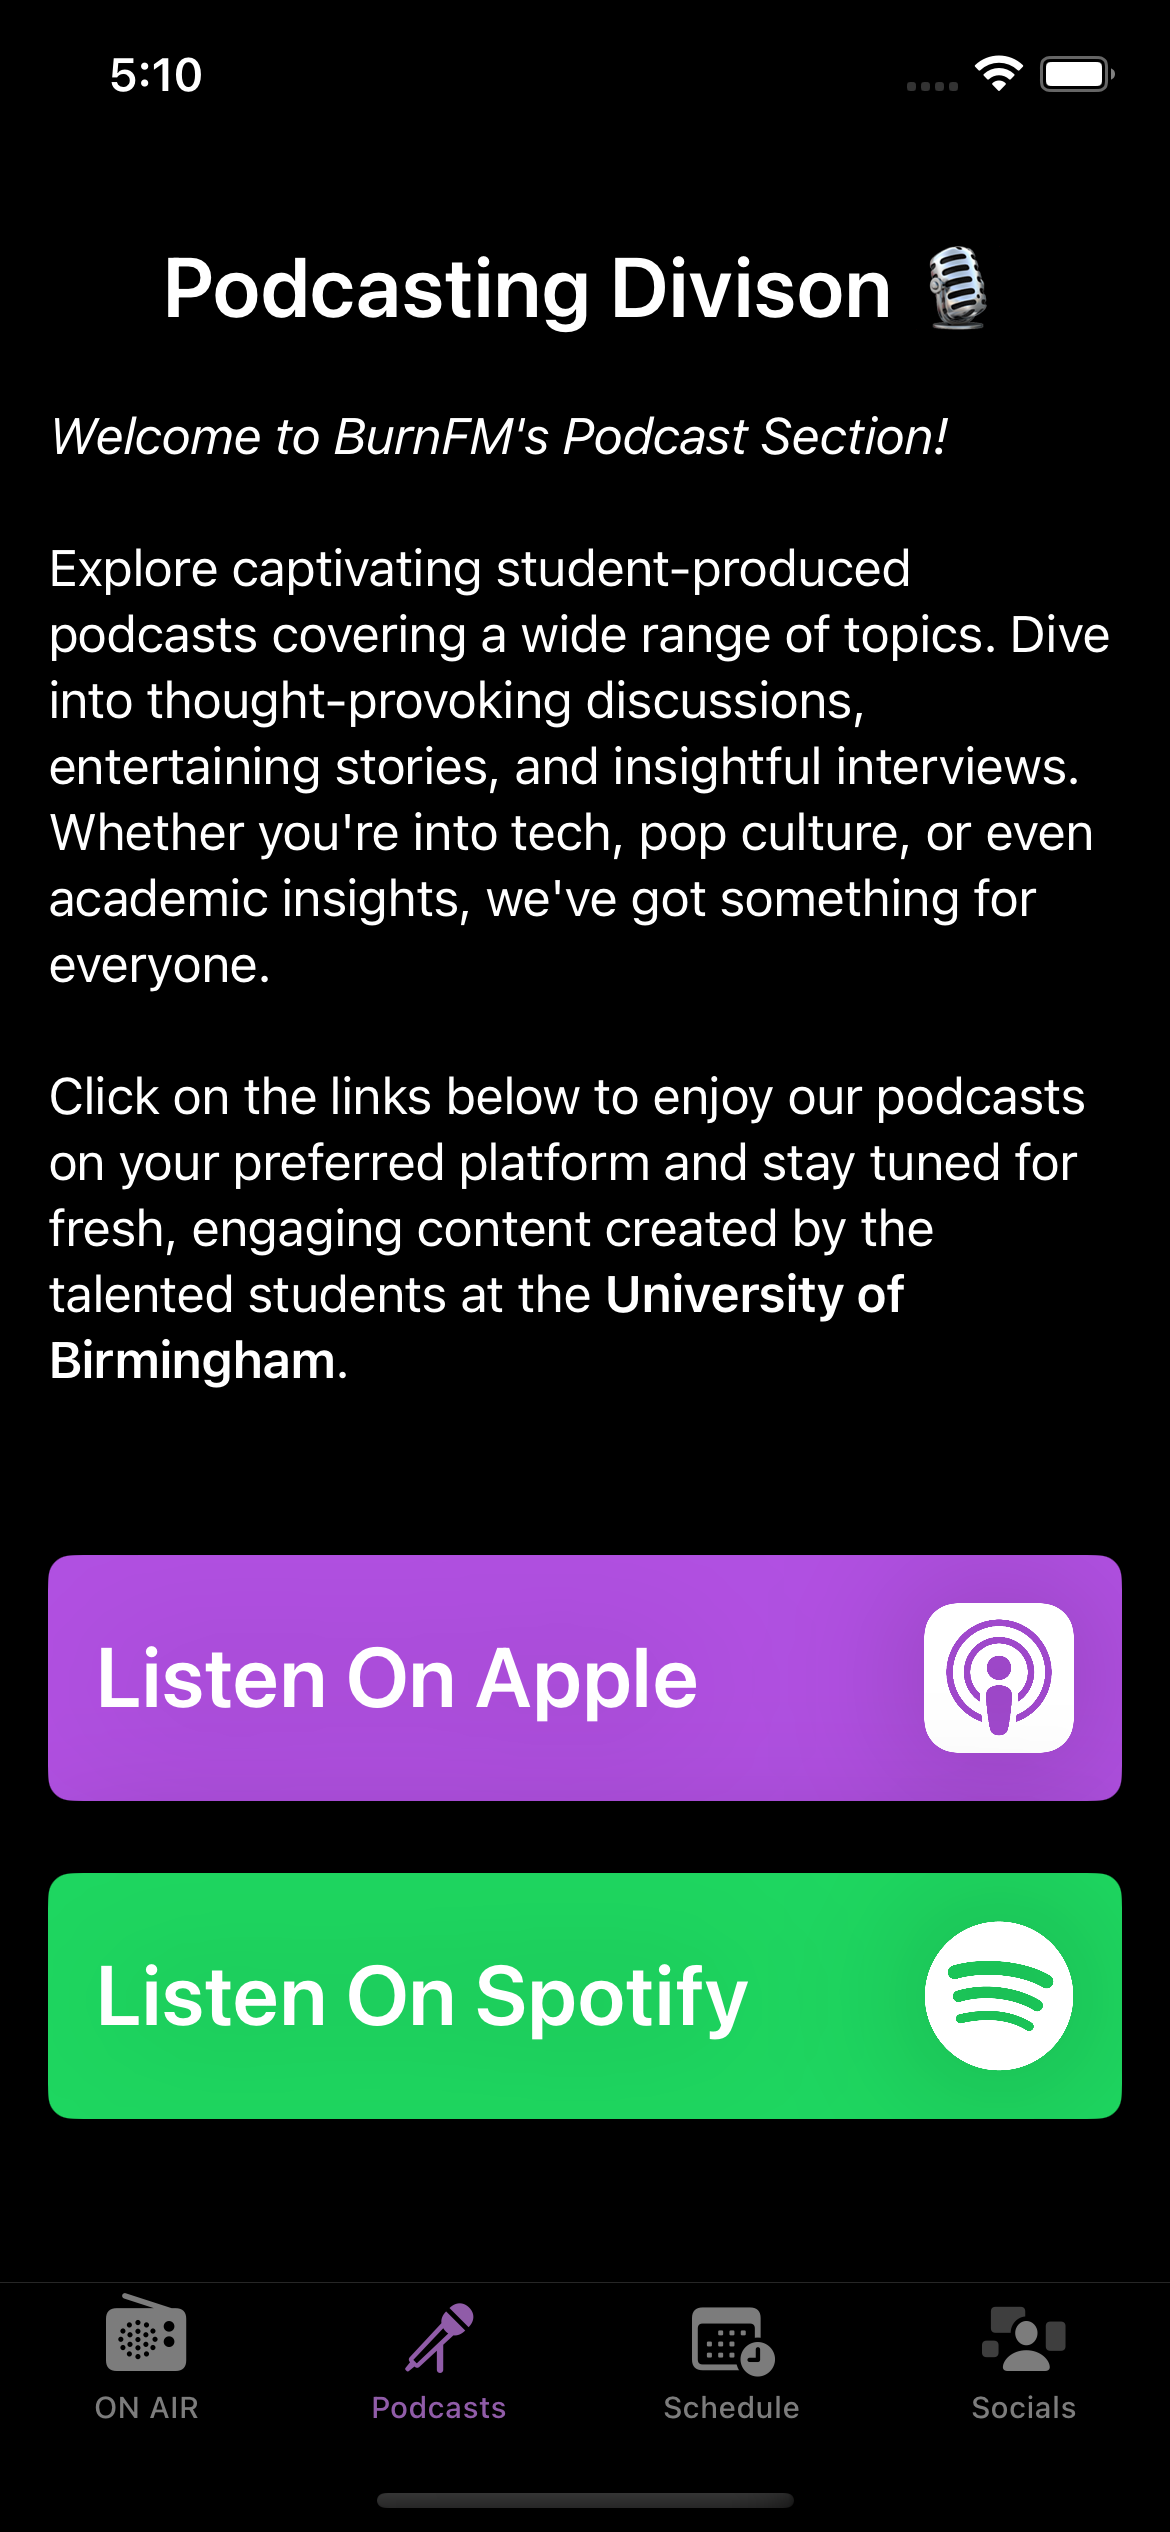 5:10
Podcasting Divison 🎙️
Welcome to BurnFM's Podcast Section!
Explore captivating student-produced
podcasts covering a wide range of topics. Dive
into thought-provoking discussions,
entertaining stories, and insightful interviews.
Whether you're into tech, pop culture, or even
academic insights, we've got something for
everyone.
Click on the links below to enjoy our podcasts
on your preferred platform and stay tuned for
fresh, engaging content created by the
talented students at the University of
Birmingham.
Listen On Apple
Listen On Spotify
ON AIR
Podcasts
Schedule
Socials